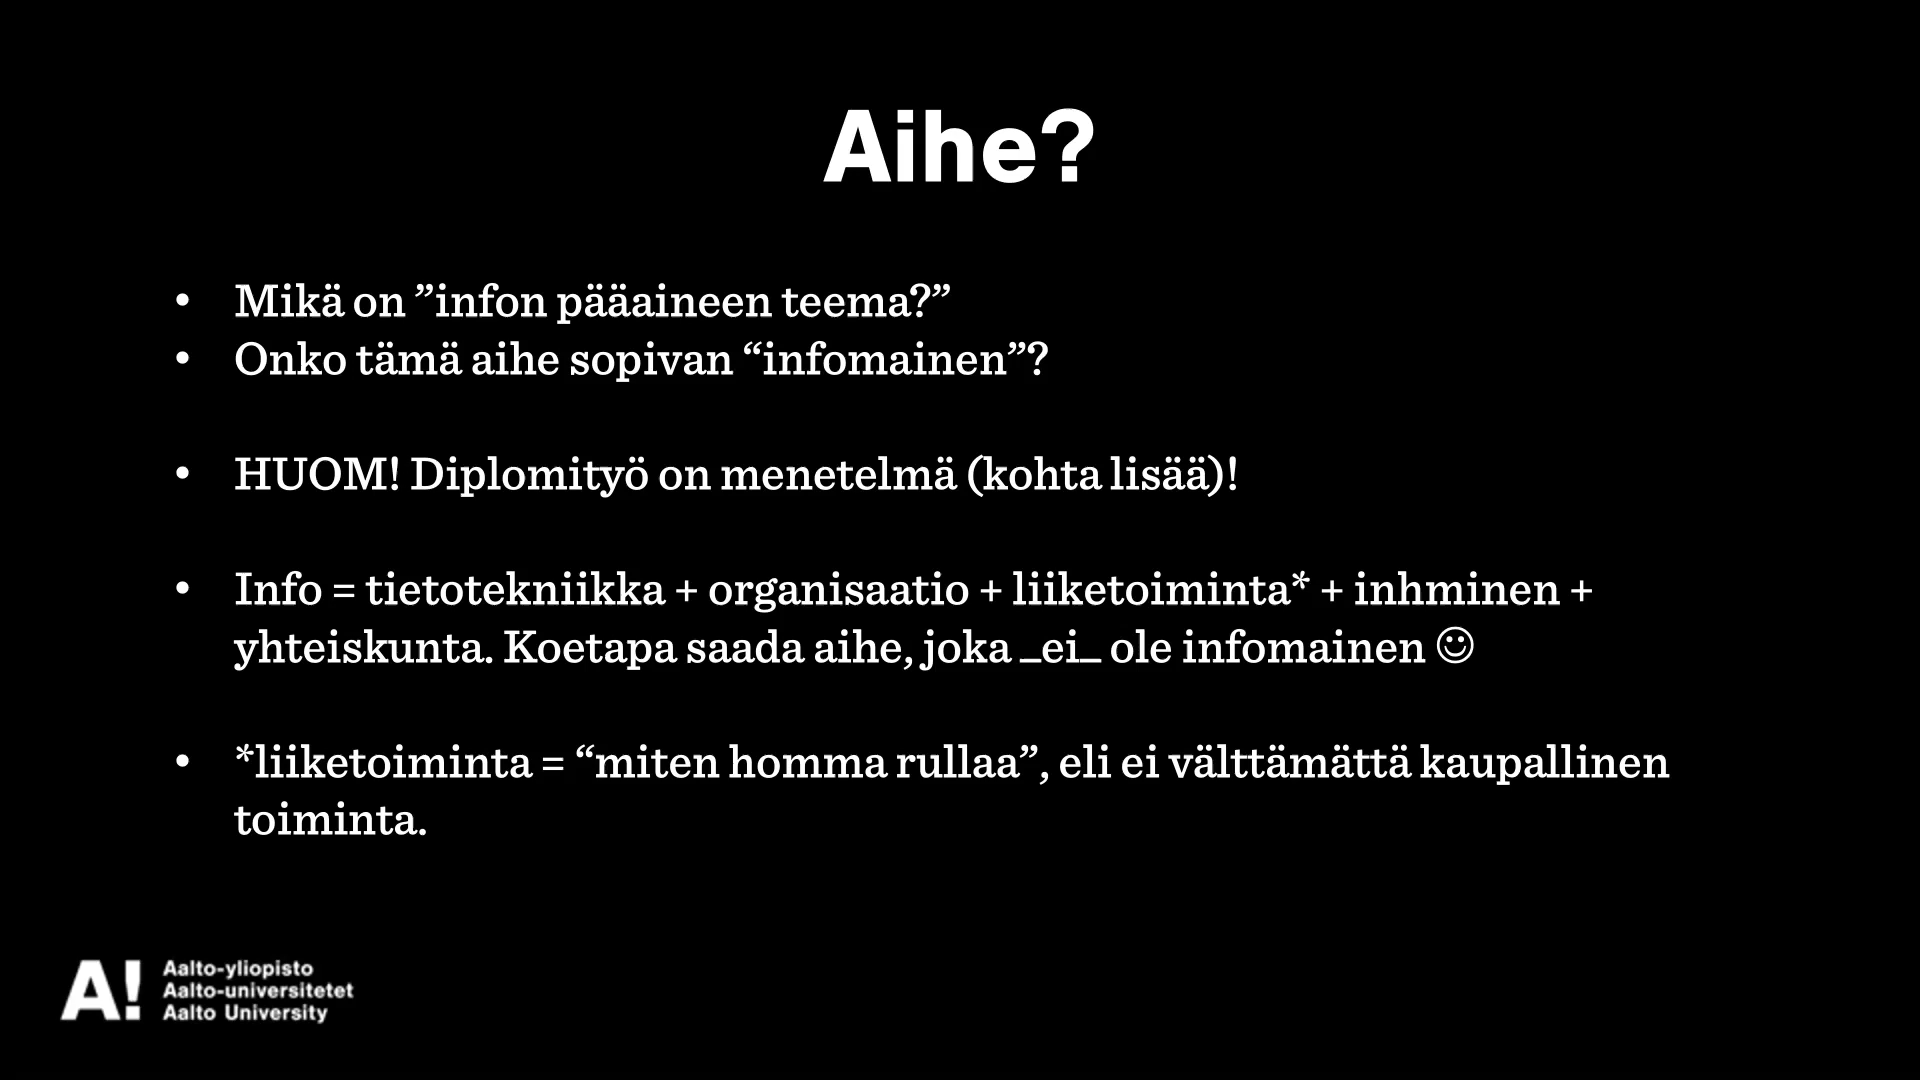 Aihe?
• Mikä on ”infon pääaineen teema?”
• Onko tämä aihe sopivan “infomainen”?
• HUOM! Diplomityö on menetelmä (kohta lisää)!
• Info = tietotekniikka + organisaatio + liiketoiminta* + inhminen +
yhteiskunta. Koetapa saada aihe, joka _ei_ ole infomainen ☺
• *liiketoiminta = “miten homma rullaa”, eli ei välttämättä kaupallinen
toiminta.
A!
Aalto-yliopisto
Aalto-universitetet
Aalto University